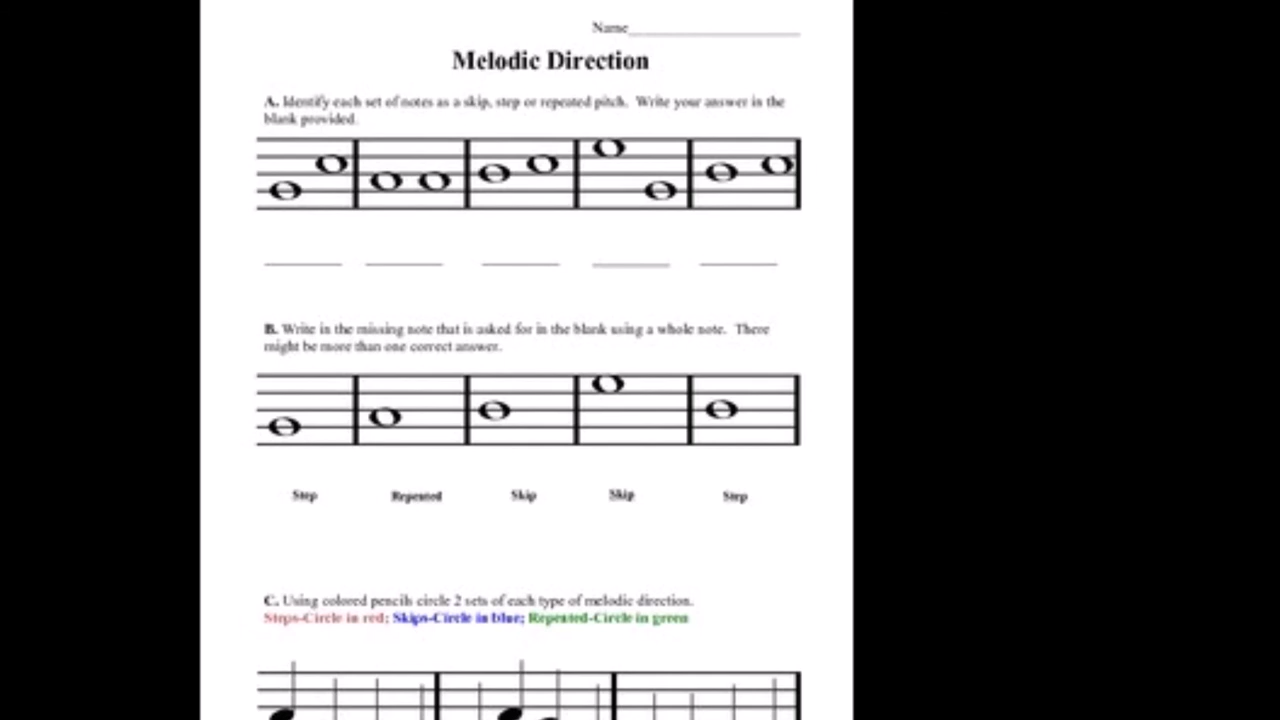 Name______________________
Melodic Direction
A. Identify each set of notes as a skip, step or repeated pitch. Write your answer in the
blank provided.
B. Write in the missing note that is asked for in the blank using a whole note. There
might be more than one correct answer.
Step Repeated Skip Skip Step
C. Using colored pencils circle 2 sets of each type of melodic direction.
Steps-Circle in red; Skips-Circle in blue; Repeated-Circle in green